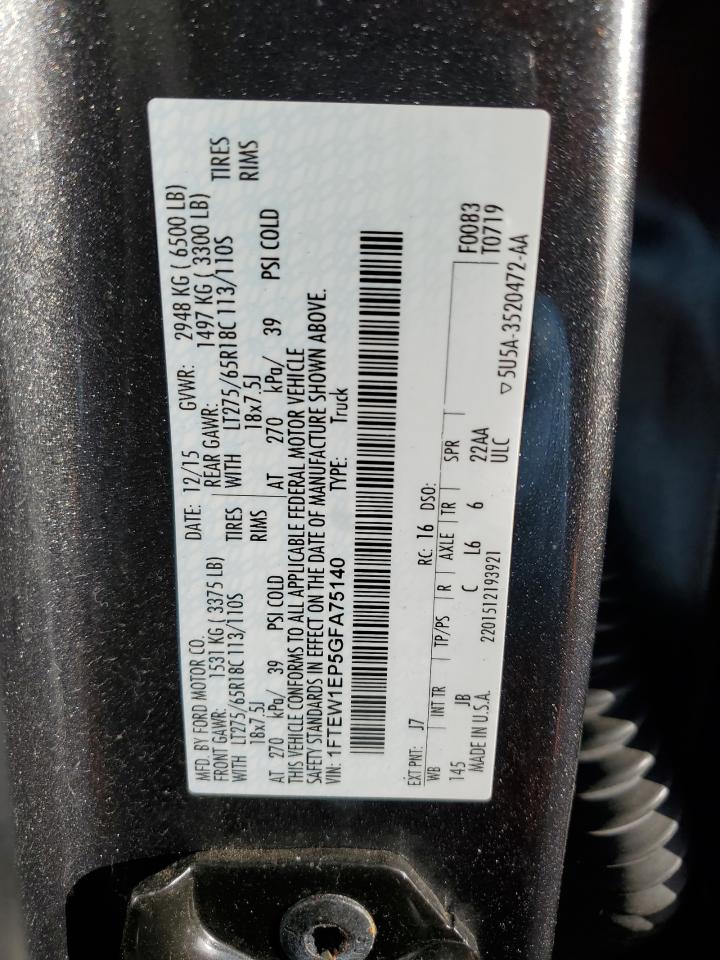 MFD. BY FORD MOTOR CO.
DATE: 12/15 GVWR: 2948 KG ( 6500 LB)
FRONT GAWR: 1531 KG ( 3375 LB) REAR GAWR: 1497 KG ( 3300 LB)
WITH LT275/65R18C 113/110S TIRES WITH LT275/65R18C 113/110S TIRES
18x7.5J RIMS 18x7.5J RIMS
AT 270 kPa/ 39 PSI COLD AT 270 kPa/ 39 PSI COLD
THIS VEHICLE CONFORMS TO ALL APPLICABLE FEDERAL MOTOR VEHICLE
SAFETY STANDARDS IN EFFECT ON THE DATE OF MANUFACTURE SHOWN ABOVE.
VIN: 1FTEW1EP5GFA75140 TYPE: Truck
F0083
EXT PNT: J7 RC: 16 DSO: T0719
WB INT TR TP/PS R AXLE TR SPR
145 JB C L6 6 22AA
ULC ▽5U5A-3520472-AA
MADE IN U.S.A. 2201512193921